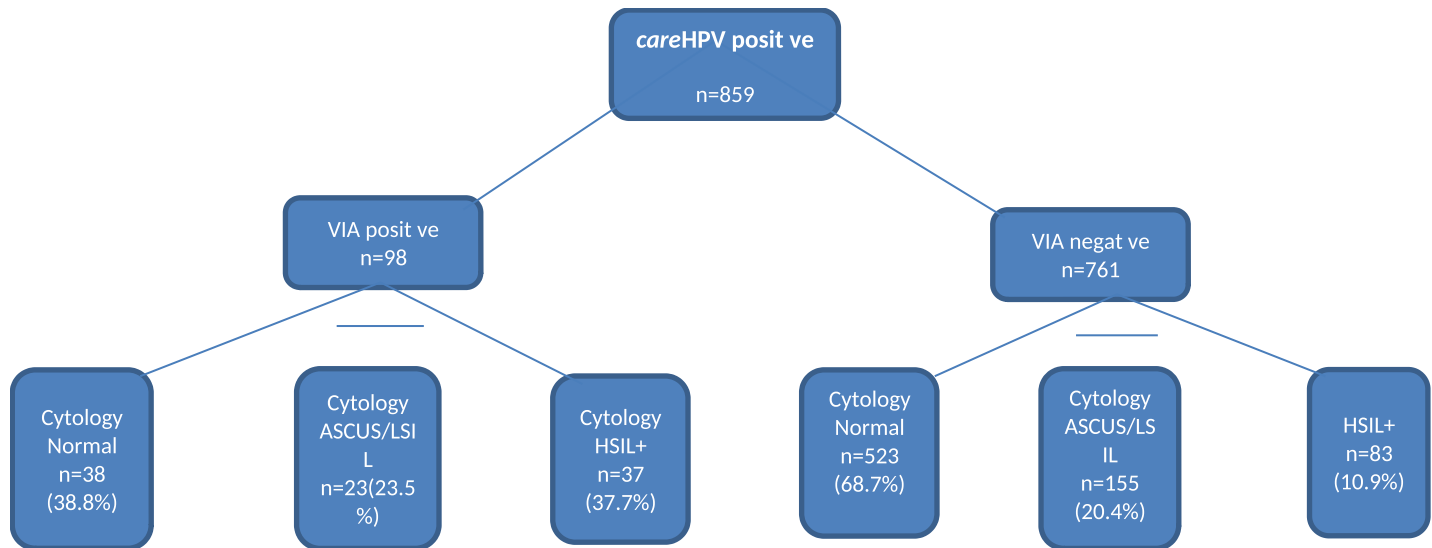 careHPV posit ve
n=859
VIA posit ve
n=98
VIA negat ve
n=761
Cytology
Normal
n=38
(38.8%)
Cytology
ASCUS/LSI
L
n=23(23.5
%)
Cytology
HSIL+
n=37
(37.7%)
Cytology
Normal
n=523
(68.7%)
Cytology
ASCUS/LS
IL
n=155
(20.4%)
HSIL+
n=83
(10.9%)